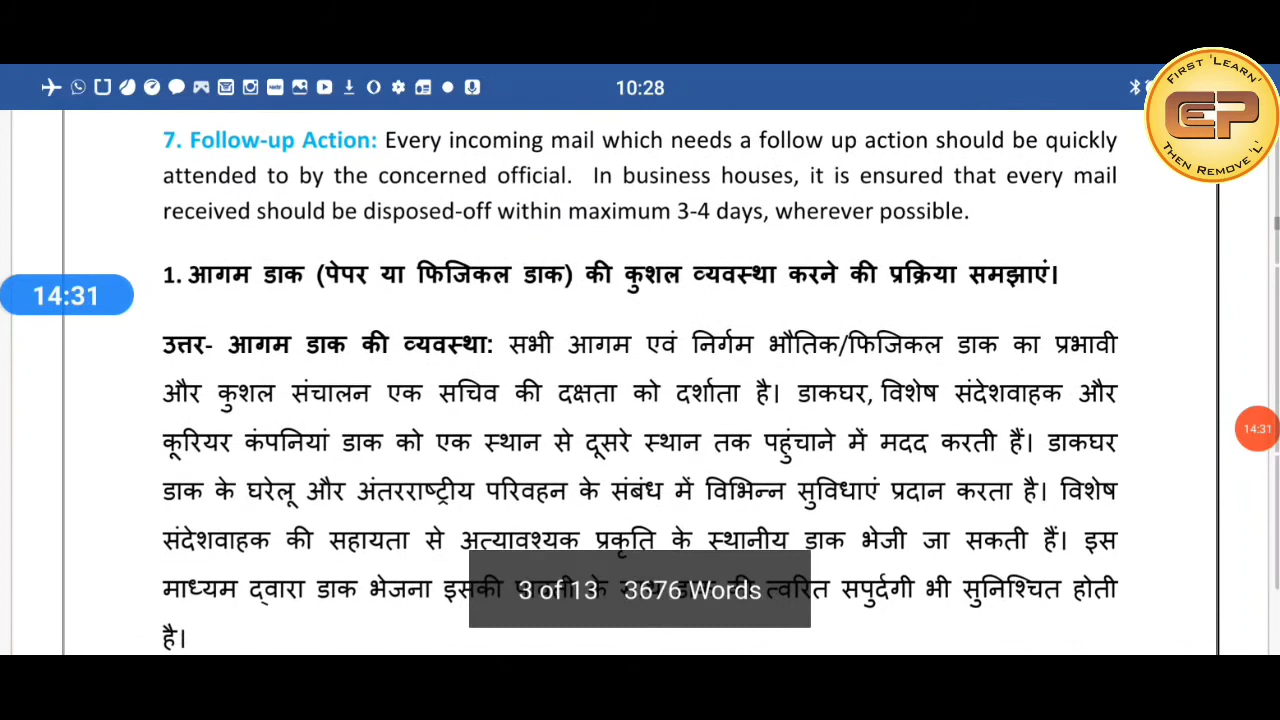 10:28
FIRST 'LEARN'
EP
THEN REMOVE 'L'
7. Follow-up Action: Every incoming mail which needs a follow up action should be quickly
attended to by the concerned official. In business houses, it is ensured that every mail
received should be disposed-off within maximum 3-4 days, wherever possible.
1. आगम डाक (पेपर या फिजिकल डाक) की कुशल व्यवस्था करने की प्रक्रिया समझाएं।
14:31
उत्तर- आगम डाक की व्यवस्था: सभी आगम एवं निर्गम भौतिक/फिजिकल डाक का प्रभावी
और कुशल संचालन एक सचिव की दक्षता को दर्शाता है। डाकघर, विशेष संदेशवाहक और
कूरियर कंपनियां डाक को एक स्थान से दूसरे स्थान तक पहुंचाने में मदद करती हैं। डाकघर
14:31
डाक के घरेलू और अंतरराष्ट्रीय परिवहन के संबंध में विभिन्न सुविधाएं प्रदान करता है। विशेष
संदेशवाहक की सहायता से अत्यावश्यक प्रकृति के स्थानीय डाक भेजी जा सकती हैं। इस
माध्यम द्वारा डाक भेजना इसकी के डाक की त्वरित सपुर्दगी भी सुनिश्चित होती
3 of 13 3676 Words
है।